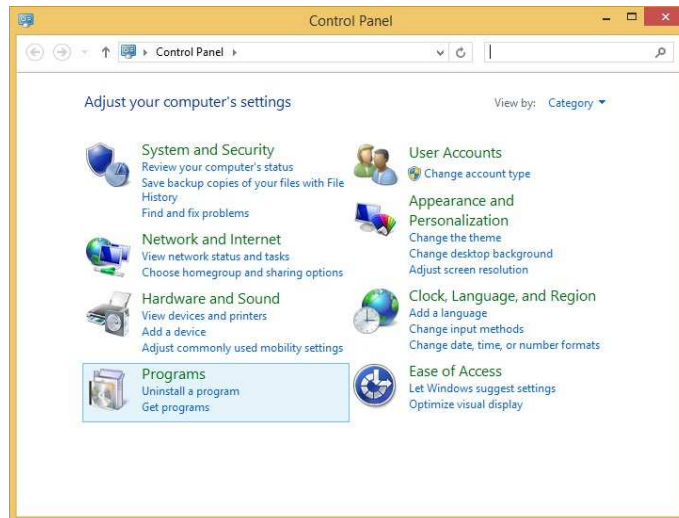 Control Panel
Control Panel
Adjust your computer's settings
View by: Category
System and Security
Review your computer's status
Save backup copies of your files with File
History
Find and fix problems
Network and Internet
View network status and tasks
Choose homegroup and sharing options
Hardware and Sound
View devices and printers
Add a device
Adjust commonly used mobility settings
Programs
Uninstall a program
Get programs
User Accounts
Change account type
Appearance and
Personalization
Change the theme
Change desktop background
Adjust screen resolution
Clock, Language, and Region
Add a language
Change input methods
Change date, time, or number formats
Ease of Access
Let Windows suggest settings
Optimize visual display